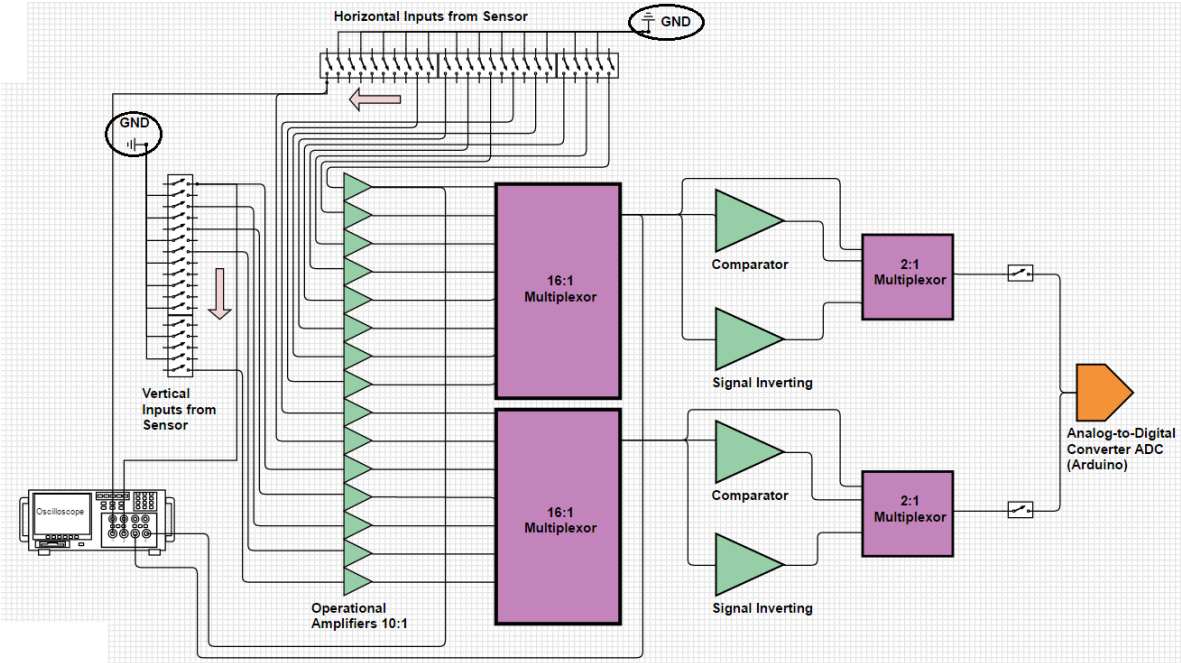 Horizontal Inputs from Sensor
GND
GND
16:1
Multiplexor
Comparator
2:1
Multiplexor
Signal Inverting
Vertical
Inputs from
Sensor
Analog-to-Digital
Converter ADC
(Arduino)
Oscilloscope
16:1
Multiplexor
Comparator
2:1
Multiplexor
Signal Inverting
Operational
Amplifiers 10:1